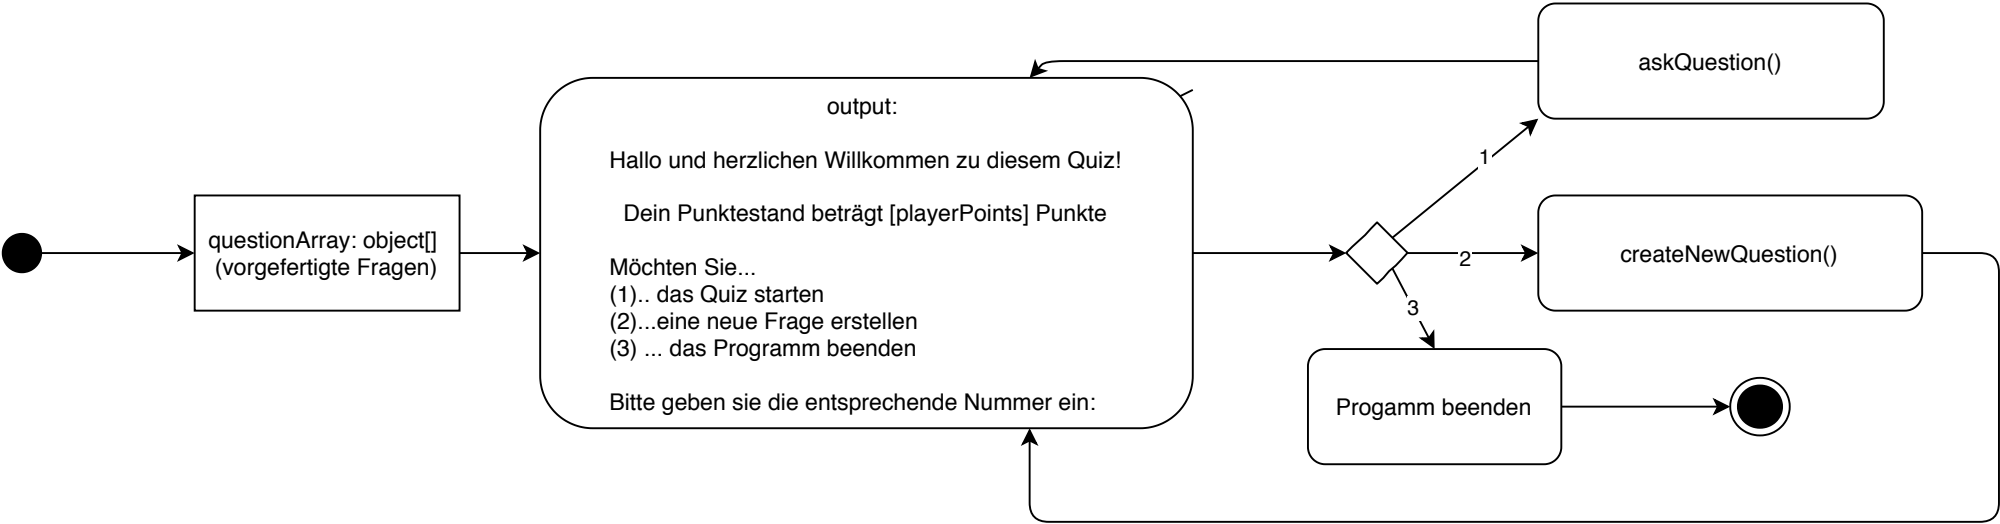 questionArray: object[]
(vorgefertigte Fragen)
output:
Hallo und herzlichen Willkommen zu diesem Quiz!
Dein Punktestand beträgt [playerPoints] Punkte
Möchten Sie...
(1).. das Quiz starten
(2)...eine neue Frage erstellen
(3) ... das Programm beenden
Bitte geben sie die entsprechende Nummer ein:
1
askQuestion()
2
createNewQuestion()
3
Progamm beenden